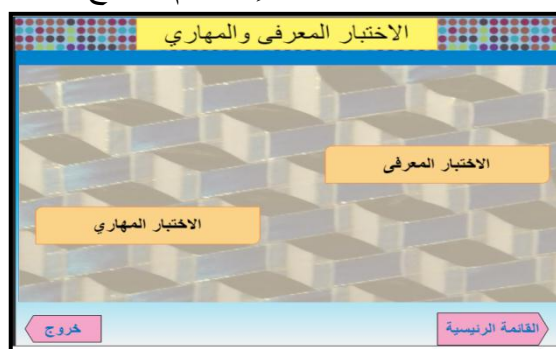 الاختبار المعرفى والمهاري
الاختبار المعرفى
الاختبار المهاري
القائمة الرئيسية
خروج